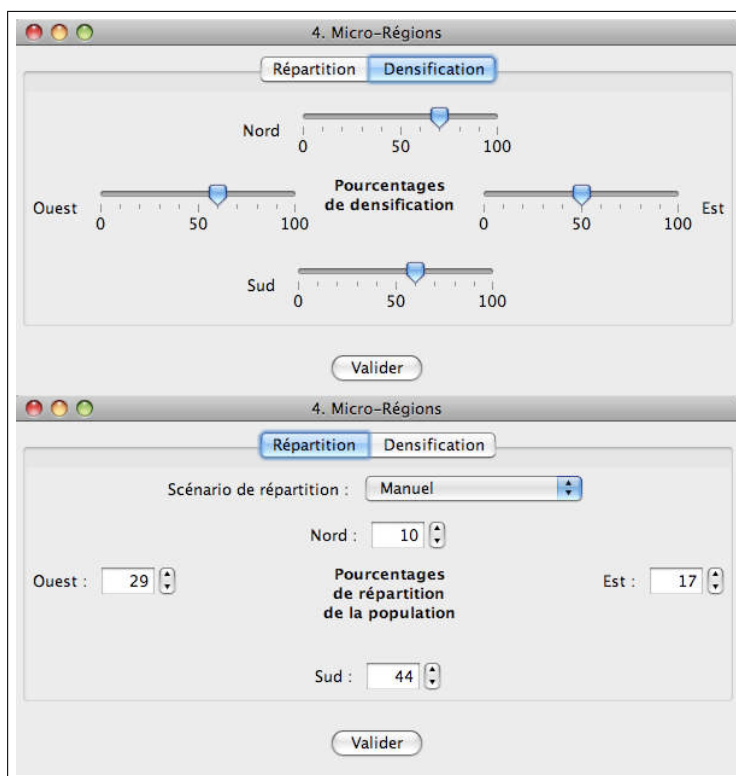 4. Micro-Régions
Répartition Densification
Nord
0 50 100
Ouest
0 50 100
Pourcentages
de densification
0 50 100
Est
Sud
0 50 100
Valider
4. Micro-Régions
Répartition Densification
Scénario de répartition : Manuel
Nord : 10
Ouest : 29
Pourcentages
de répartition
de la population
Est : 17
Sud : 44
Valider